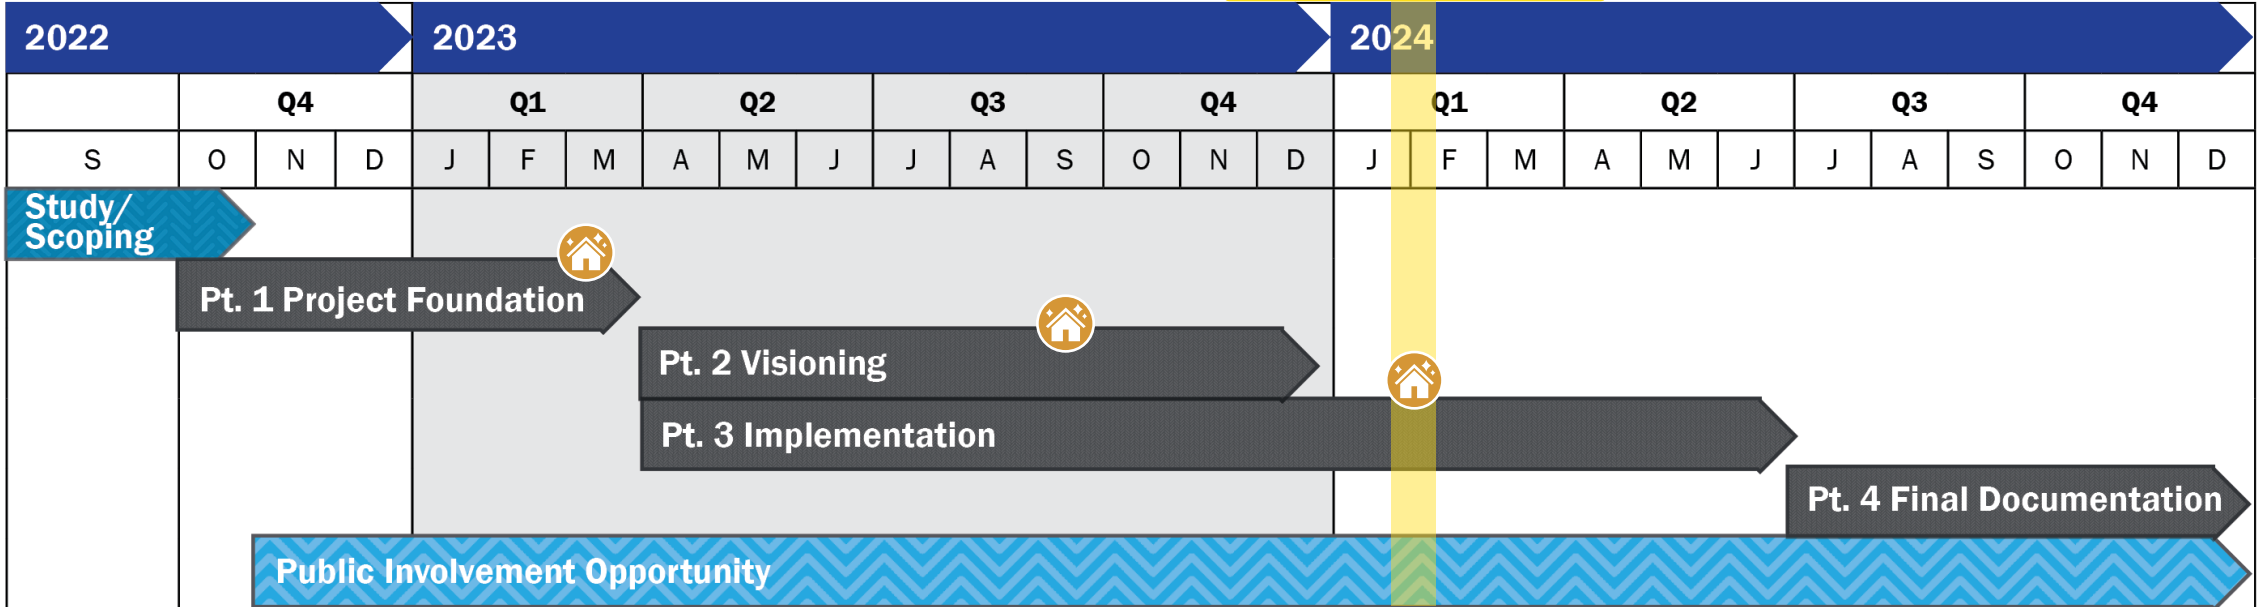 2022 2023 2024
Q4 Q1 Q2 Q3 Q4 Q1 Q2 Q3 Q4
S O N D J F M A M J J A S O N D J F M A M J J A S O N D
Study/
Scoping
Pt. 1 Project Foundation
Pt. 2 Visioning
Pt. 3 Implementation
Pt. 4 Final Documentation
Public Involvement Opportunity